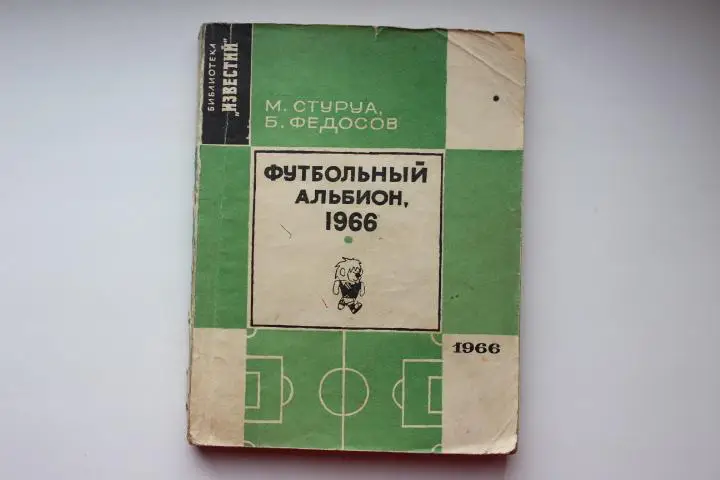 БИБЛИОТЕКА
„ИЗВЕСТИЙ“
М. СТУРУА,
Б. ФЕДОСОВ
ФУТБОЛЬНЫЙ
АЛЬБИОН,
1966
1966